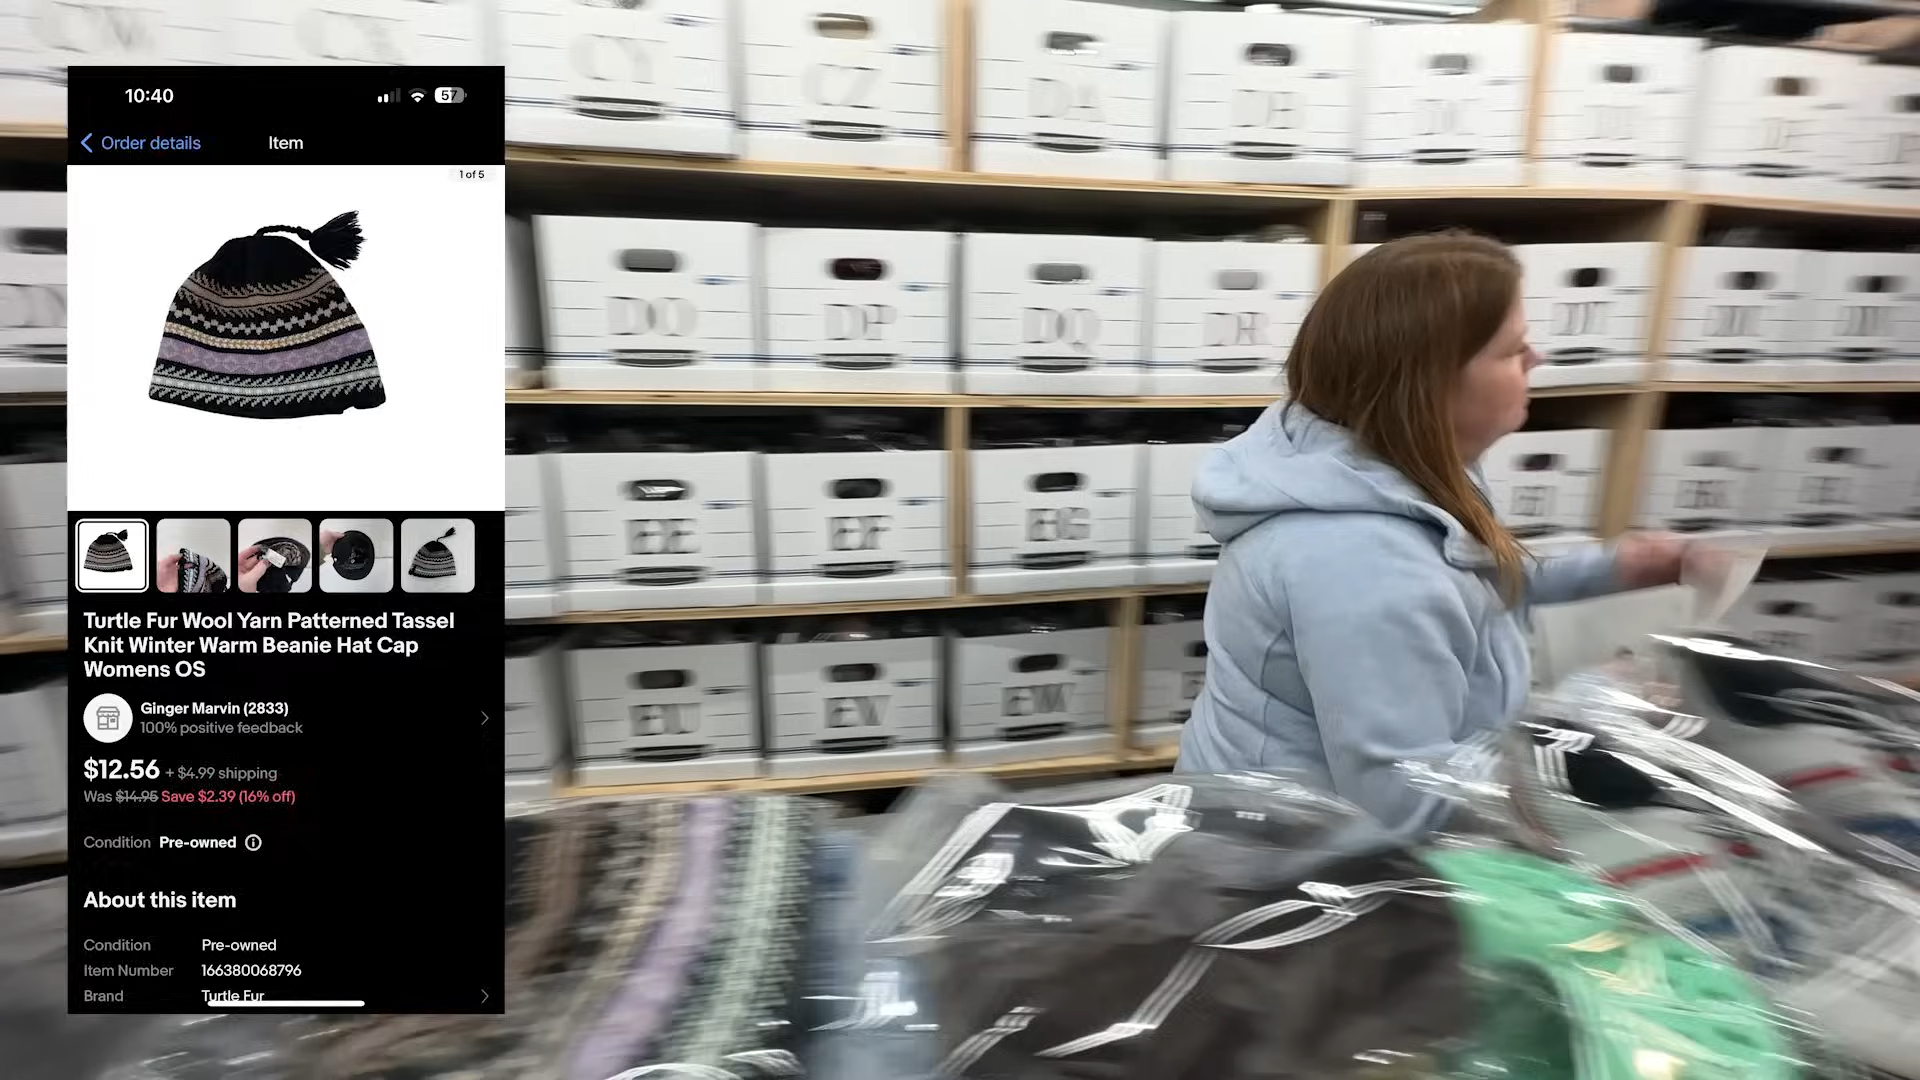 10:40
57
Order details
Item
1 of 5
Turtle Fur Wool Yarn Patterned Tassel
Knit Winter Warm Beanie Hat Cap
Womens OS
Ginger Marvin (2833)
100% positive feedback
$12.56 + $4.99 shipping
Was $14.95 Save $2.39 (16% off)
Condition Pre-owned
About this item
Condition Pre-owned
Item Number 166380068796
Brand Turtle Fur
CY
CZ
DA
DO
DP
DQ
DR
EE
EF
EG
EU
EV
EW